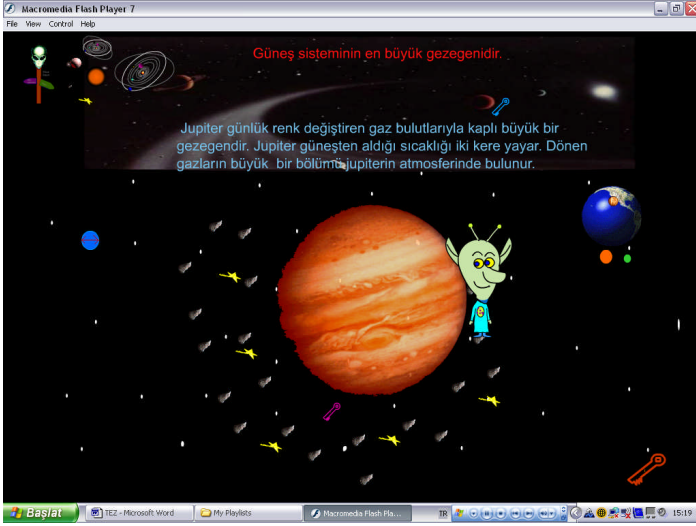 Macromedia Flash Player 7
File View Control Help
Güneş sisteminin en büyük gezegenidir.
Jupiter günlük renk değiştiren gaz bulutlarıyla kaplı büyük bir
gezegendir. Jupiter güneşten aldığı sıcaklığı iki kere yayar. Dönen
gazların büyük bir bölümü jupiterin atmosferinde bulunur.
Başlat
TEZ - Microsoft Word
My Playlists
Macromedia Flash Pla...
TR
15:19